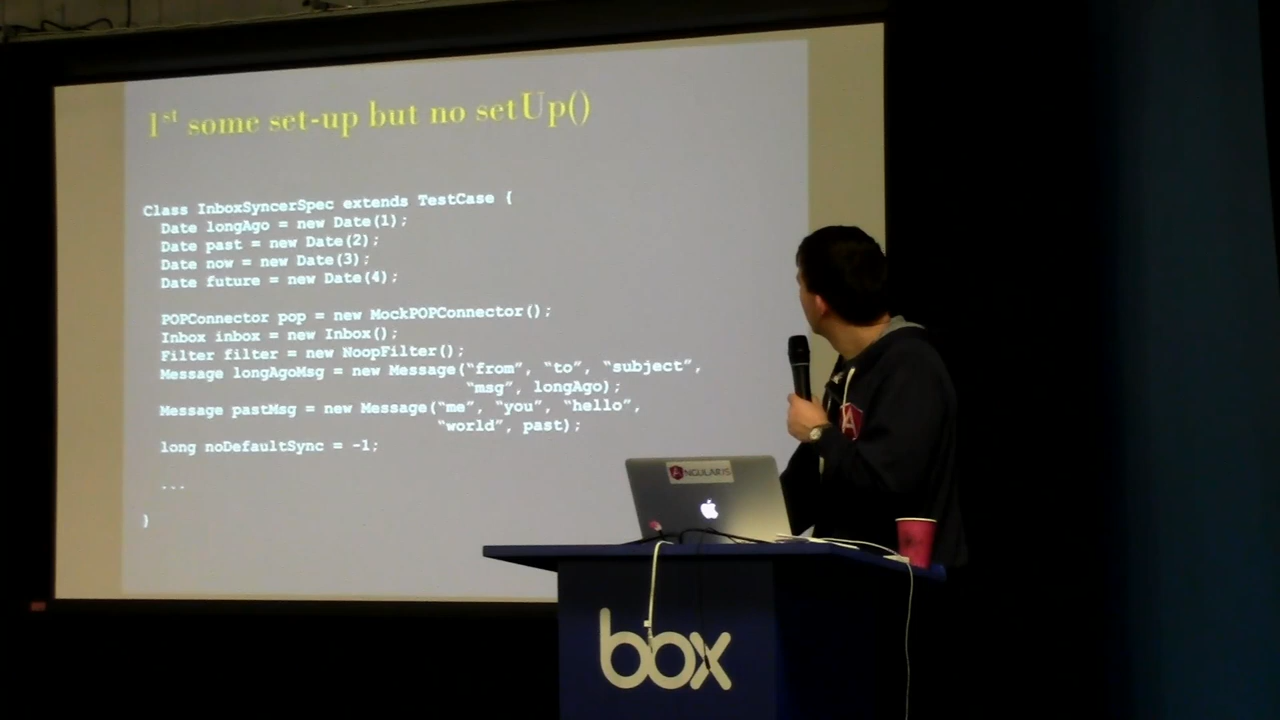 1st some set-up but no setUp()
Class InboxSyncerSpec extends TestCase {
Date longAgo = new Date(1);
Date past = new Date(2);
Date now = new Date(3);
Date future = new Date(4);
POPConnector pop = new MockPOPConnector();
Inbox inbox = new Inbox();
Filter filter = new NoopFilter();
Message longAgoMsg = new Message(“from”, “to”, “subject”,
“msg”, longAgo);
Message pastMsg = new Message(“me”, “you”, “hello”,
“world”, past);
long noDefaultSync = -1;
...
}
A
ANGULARJS
box